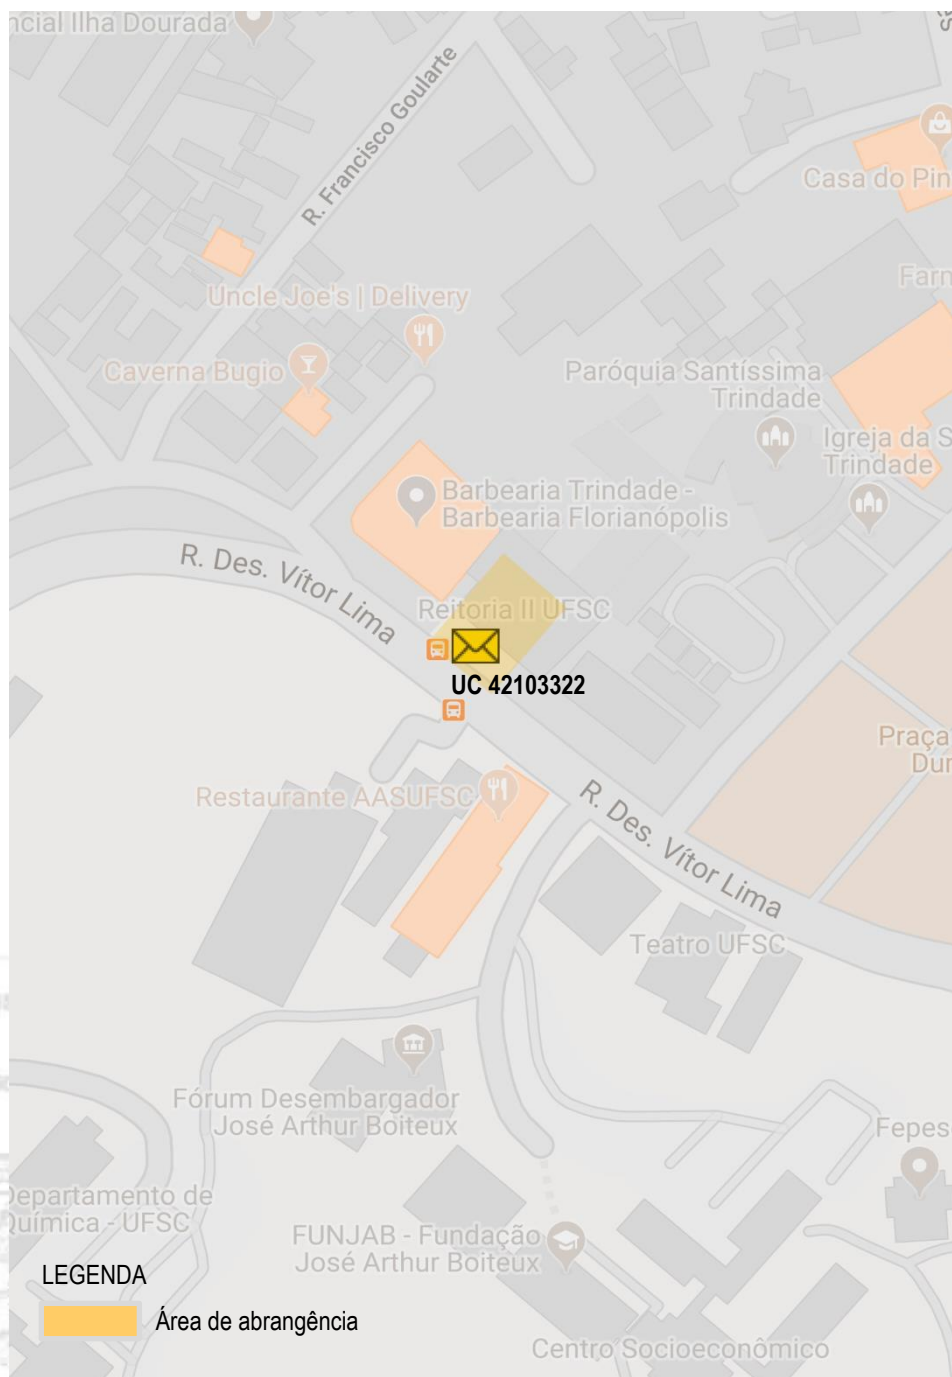 ncial Ilha Dourada
R. Francisco Goularte
Casa do Pin
Uncle Joe's | Delivery
Farn
Caverna Bugio
Paróquia Santíssima
Trindade
Igreja da S
Trindade
Barbearia Trindade -
Barbearia Florianópolis
R. Des. Vítor Lima
Reitoria II UFSC
UC 42103322
Praça
Dur
Restaurante AASUFSC
R. Des. Vítor Lima
Teatro UFSC
Fórum Desembargador
José Arthur Boiteux
Fepes
Departamento de
Química - UFSC
FUNJAB - Fundação
José Arthur Boiteux
LEGENDA
Área de abrangência
Centro Socioeconômico